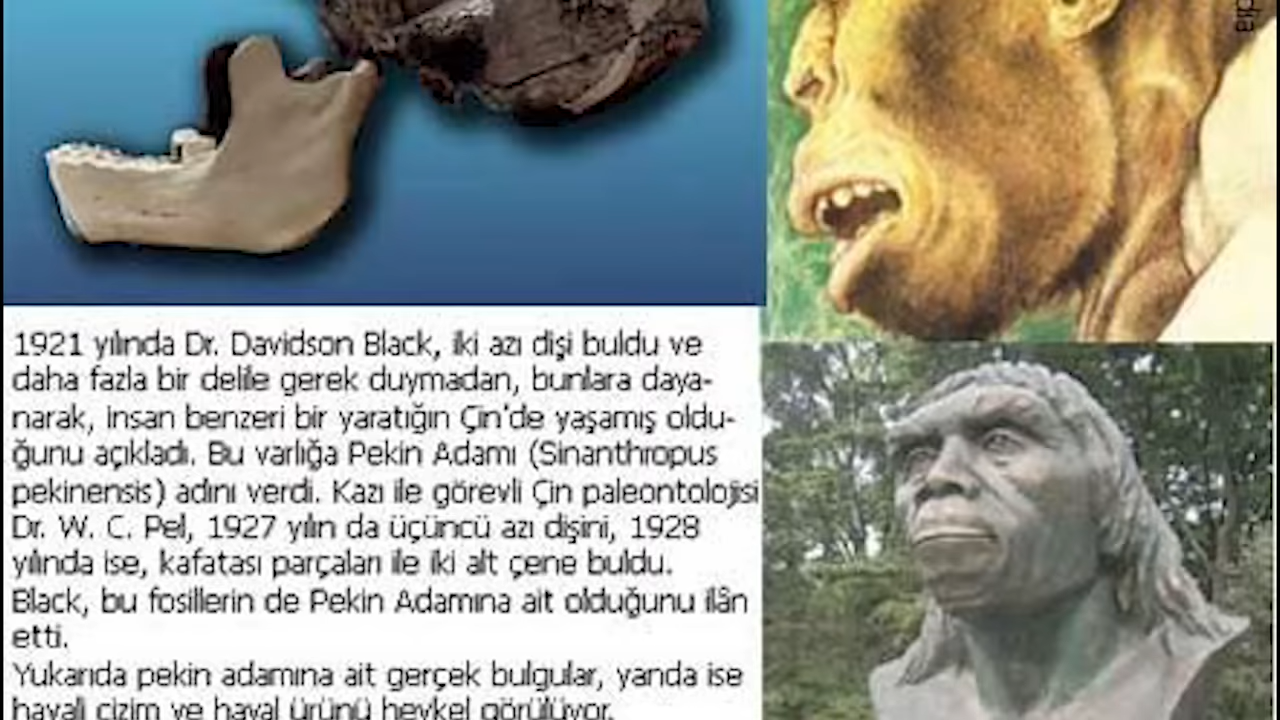 1921 yılında Dr. Davidson Black, iki azı dişi buldu ve
daha fazla bir delile gerek duymadan, bunlara daya-
narak, insan benzeri bir yaratığın Çin'de yaşamış oldu-
ğunu açıkladı. Bu varlığa Pekin Adamı (Sinanthropus
pekinensis) adını verdi. Kazı ile görevli Çin paleontolojisi
Dr. W. C. Pel, 1927 yılın da üçüncü azı dişini, 1928
yılında ise, kafatası parçaları ile iki alt çene buldu.
Black, bu fosillerin de Pekin Adamına ait olduğunu ilân
etti.
Yukarıda pekin adamına ait gerçek bulgular, yanda ise
hayali çizim ve hayal ürünü heykel görülüyor.